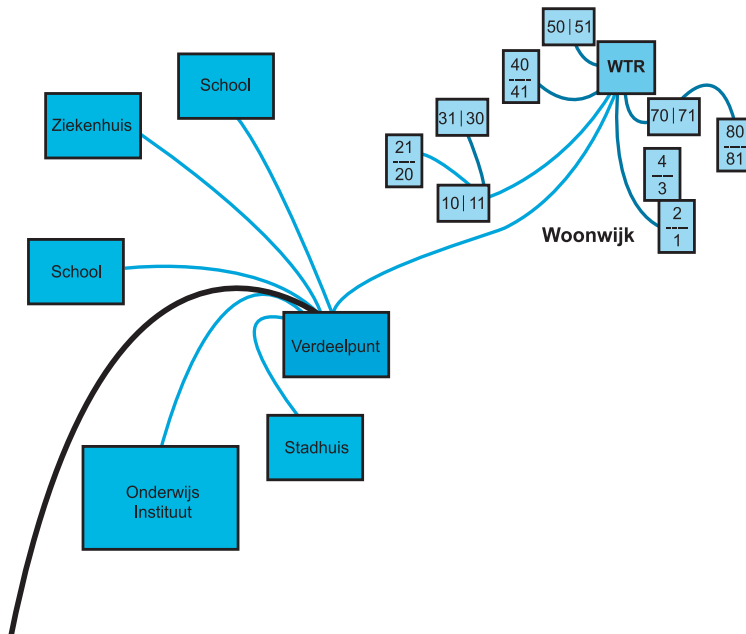 50|51
WTR
40
41
School
70|71
Ziekenhuis
31|30
80
81
21
20
4
3
10|11
2
1
Woonwijk
School
Verdeelpunt
Stadhuis
Onderwijs
Instituut